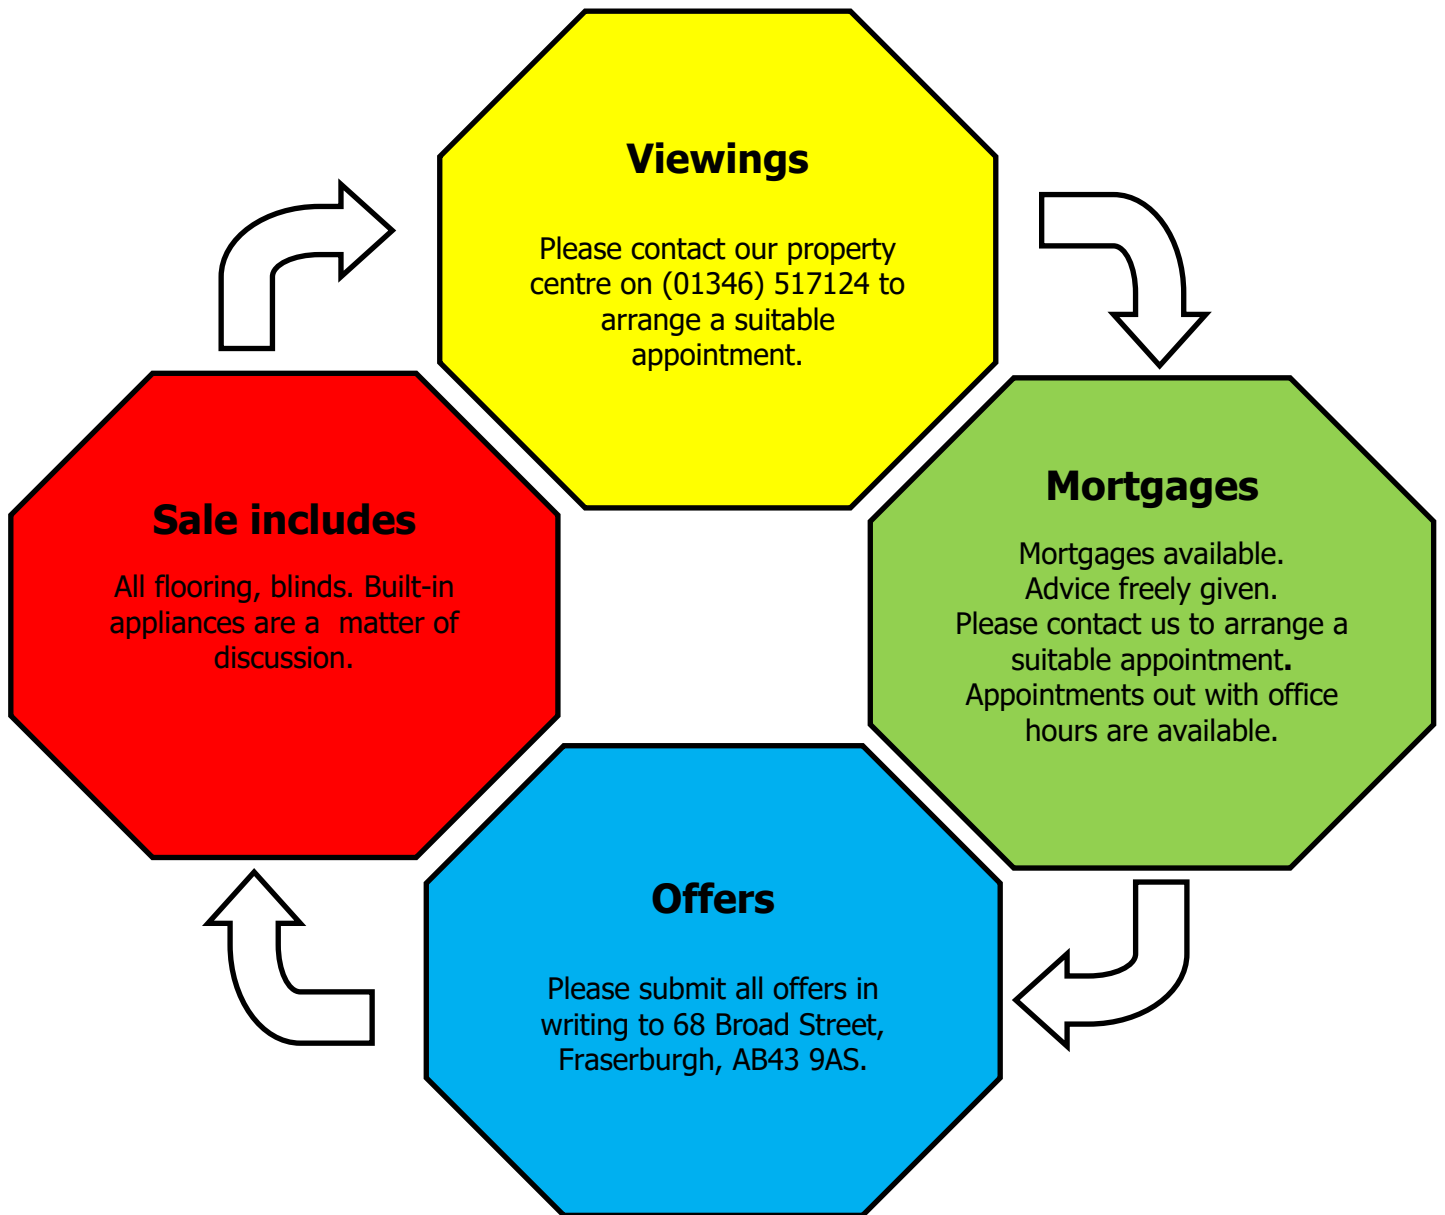 Viewings
Please contact our property
centre on (01346) 517124 to
arrange a suitable
appointment.
Sale includes
All flooring, blinds. Built-in
appliances are a  matter of
discussion.
Mortgages
Mortgages available.
Advice freely given.
Please contact us to arrange a
suitable appointment.
Appointments out with office
hours are available.
Offers
Please submit all offers in
writing to 68 Broad Street,
Fraserburgh, AB43 9AS.